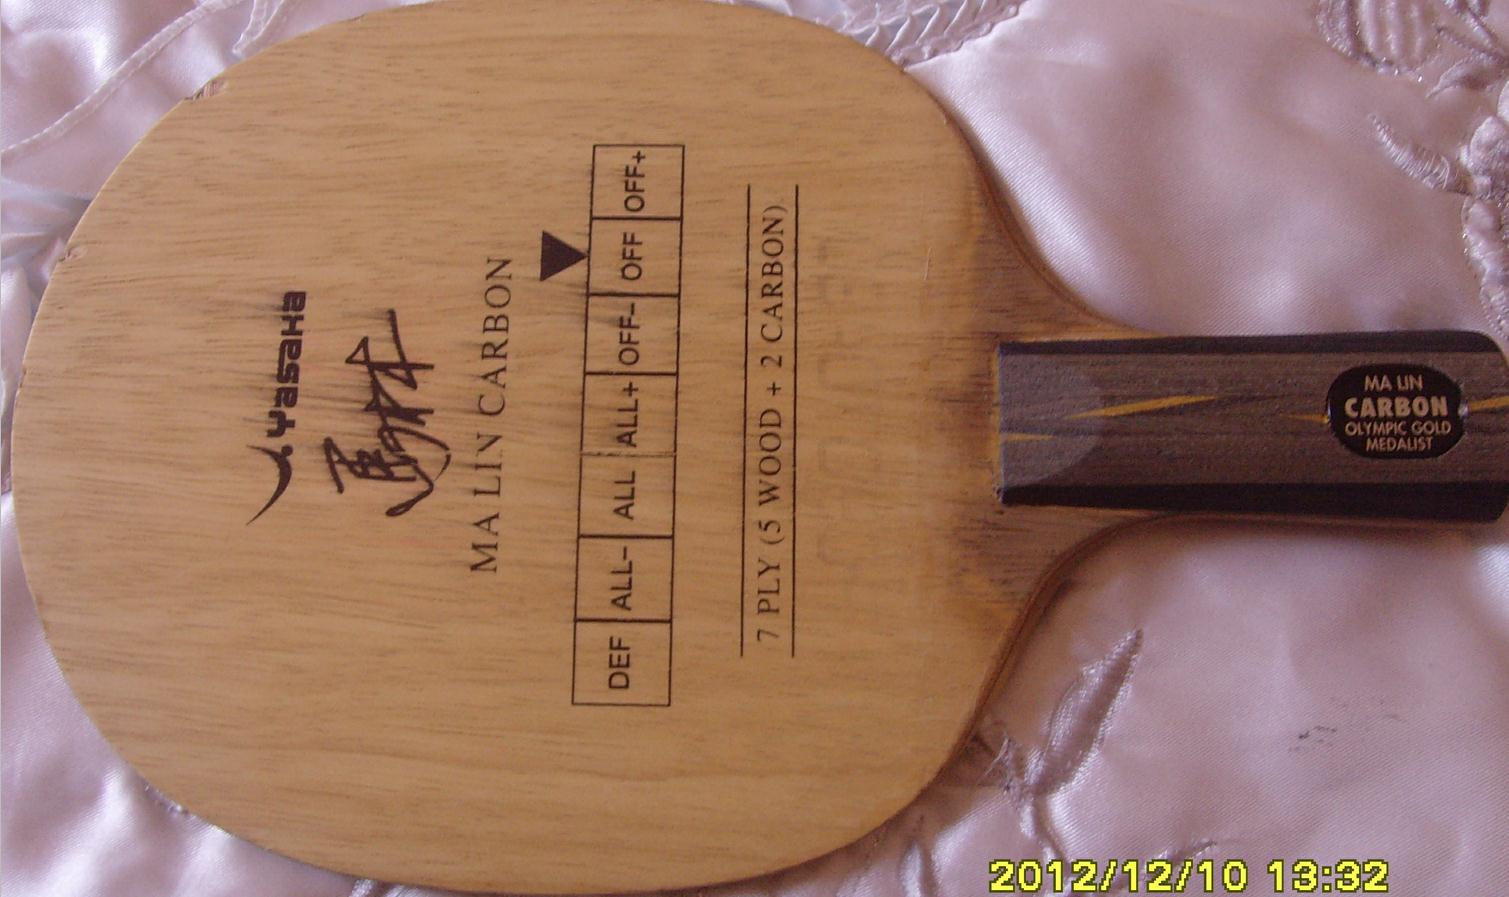 Yasaka
馬林
MA LIN CARBON
DEF ALL- ALL ALL+ OFF- OFF OFF+
7 PLY (5 WOOD + 2 CARBON)
MA LIN
CARBON
OLYMPIC GOLD
MEDALIST
2012/12/10 13:32